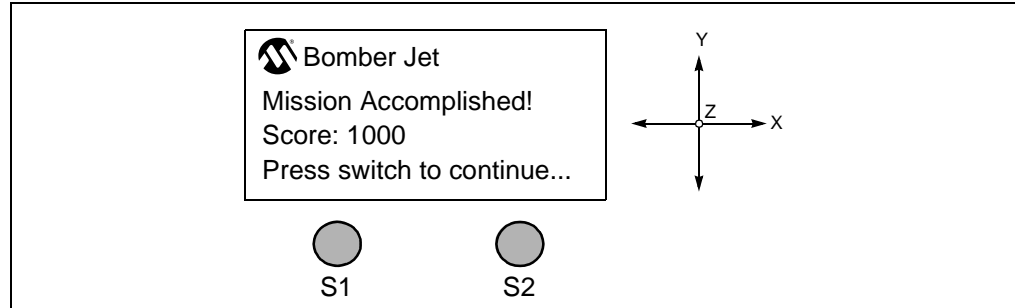 Bomber Jet
Mission Accomplished!
Score: 1000
Press switch to continue...
Y
Z
X
S1
S2